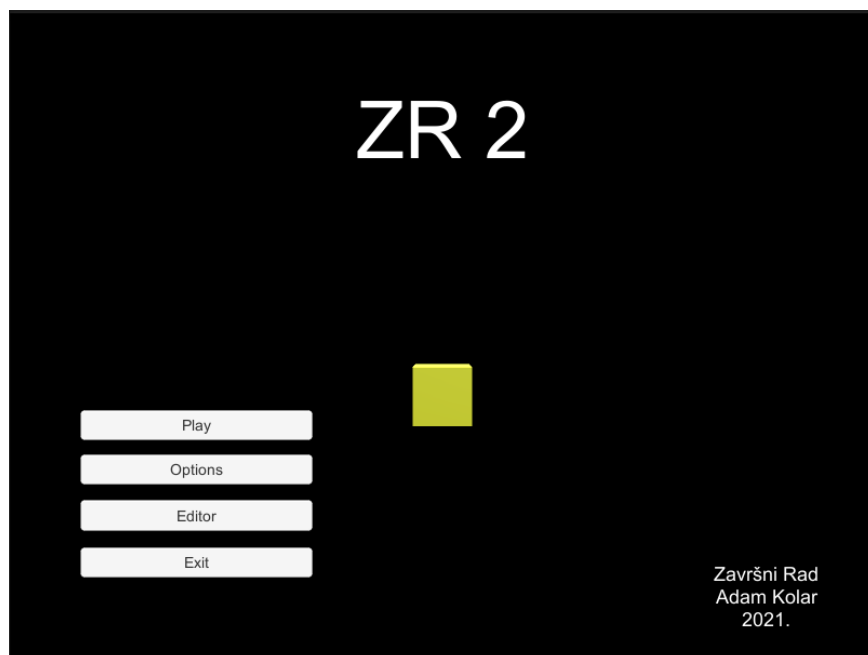 ZR 2
Play
Options
Editor
Exit
Završni Rad
Adam Kolar
2021.